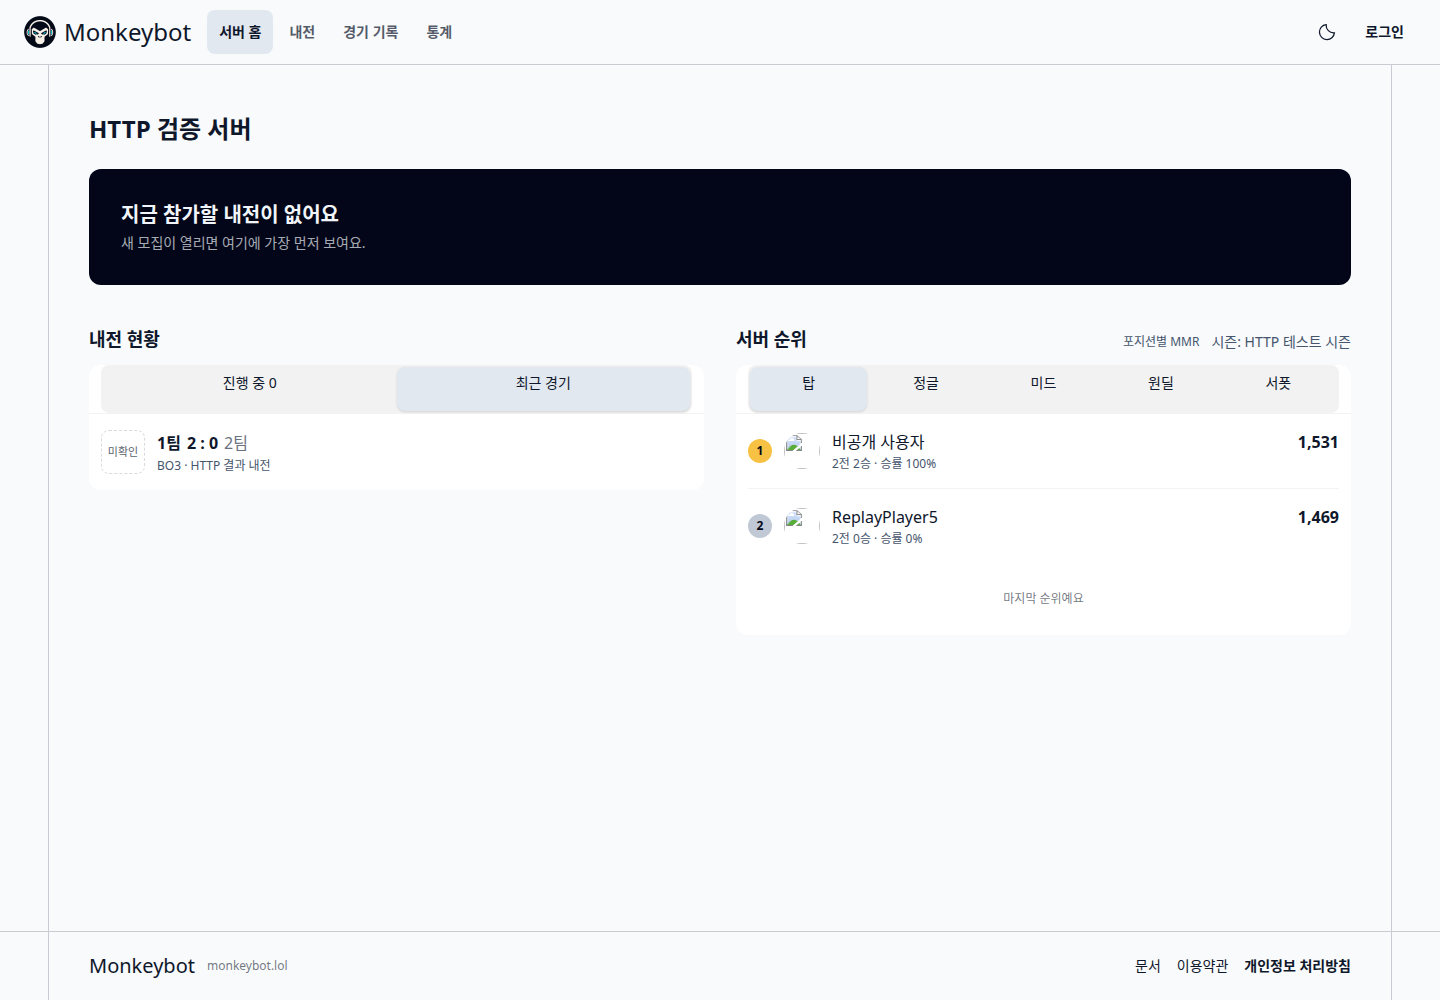 Monkeybot 서버 홈 내전 경기 기록 통계 로그인
HTTP 검증 서버
지금 참가할 내전이 없어요
새 모집이 열리면 여기에 가장 먼저 보여요.
내전 현황
진행 중 0 최근 경기
미확인
1팀 2 : 0 2팀
BO3 · HTTP 결과 내전
서버 순위 포지션별 MMR 시즌: HTTP 테스트 시즌
탑 정글 미드 원딜 서폿
1 비공개 사용자 1,531
2전 2승 · 승률 100%
2 ReplayPlayer5 1,469
2전 0승 · 승률 0%
마지막 순위예요
Monkeybot monkeybot.lol 문서 이용약관 개인정보 처리방침